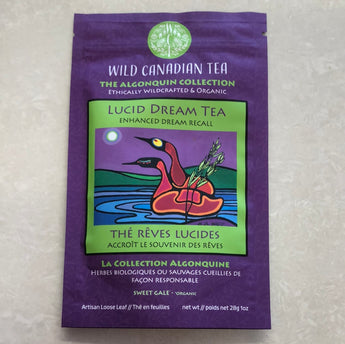 WILD CANADIAN TEA
THE ALGONQUIN COLLECTION
ETHICALLY WILDCRAFTED & ORGANIC
LUCID DREAM TEA
ENHANCED DREAM RECALL
THÉ RÊVES LUCIDES
ACCROÎT LE SOUVENIR DES RÊVES
LA COLLECTION ALGONQUINE
HERBES BIOLOGIQUES OU SAUVAGES CUEILLIES DE
FAÇON RESPONSABLE
SWEET GALE - *ORGANIC
Artisan Loose Leaf // Thé en feuilles net wt // poids net 28g 1oz